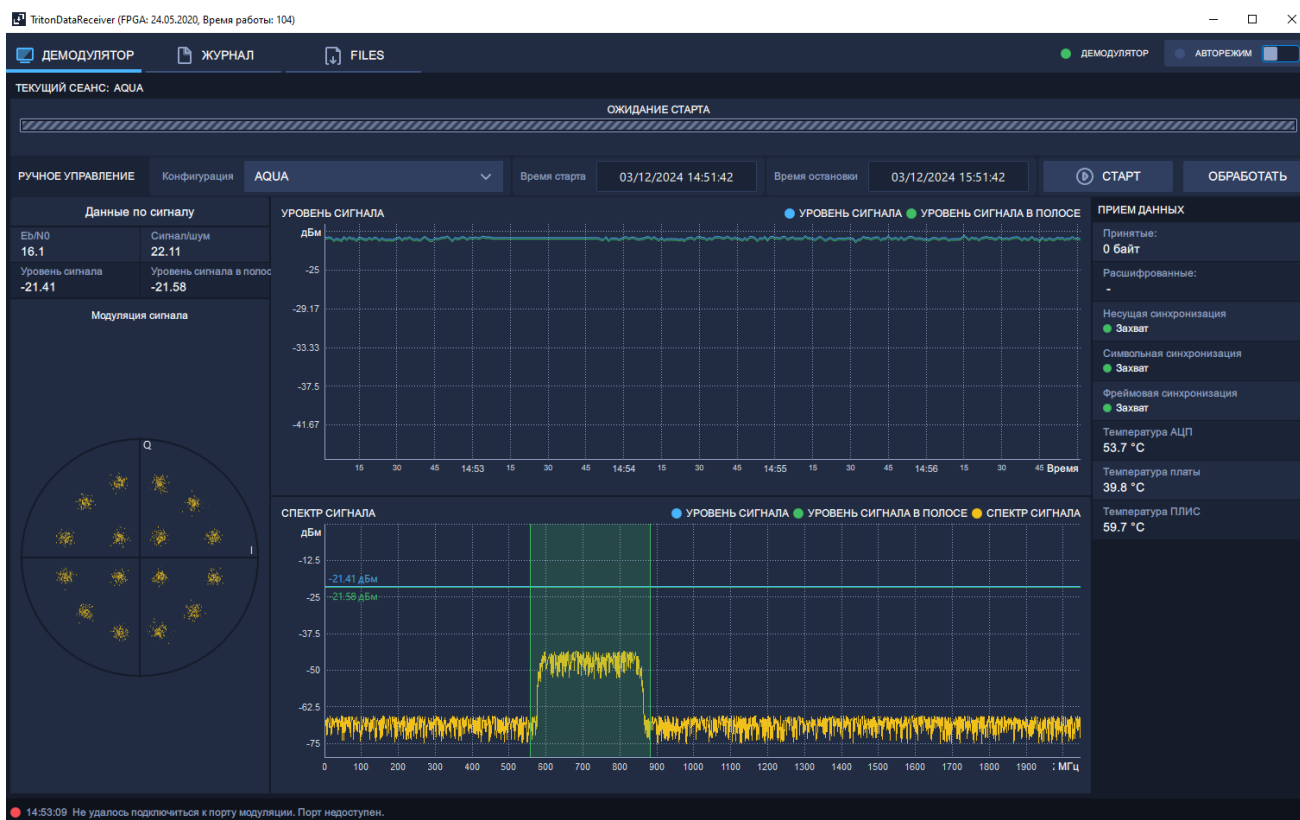 TritonDataReceiver (FPGA: 24.05.2020, Время работы: 104)
ДЕМОДУЛЯТОР ЖУРНАЛ FILES ДЕМОДУЛЯТОР АВТОРЕЖИМ
ТЕКУЩИЙ СЕАНС: AQUA
ОЖИДАНИЕ СТАРТА
РУЧНОЕ УПРАВЛЕНИЕ Конфигурация AQUA Время старта 03/12/2024 14:51:42 Время остановки 03/12/2024 15:51:42 СТАРТ ОБРАБОТАТЬ
Данные по сигналу
Eb/N0 Сигнал/шум
16.1 22.11
Уровень сигнала Уровень сигнала в полос
-21.41 -21.58
Модуляция сигнала
Q
I
УРОВЕНЬ СИГНАЛА УРОВЕНЬ СИГНАЛА УРОВЕНЬ СИГНАЛА В ПОЛОСЕ
дБм
-25
-29.17
-33.33
-37.5
-41.67
15 30 45 14:53 15 30 45 14:54 15 30 45 14:55 15 30 45 14:56 15 30 45 Время
СПЕКТР СИГНАЛА УРОВЕНЬ СИГНАЛА УРОВЕНЬ СИГНАЛА В ПОЛОСЕ СПЕКТР СИГНАЛА
дБм
-12.5
-21.41 дБм
-25 -21.58 дБм
-37.5
-50
-62.5
-75
0 100 200 300 400 500 600 700 800 900 1000 1100 1200 1300 1400 1500 1600 1700 1800 1900 МГц
ПРИЕМ ДАННЫХ
Принятые:
0 байт
Расшифрованные:
-
Несущая синхронизация
Захват
Символьная синхронизация
Захват
Фреймовая синхронизация
Захват
Температура АЦП
53.7 °C
Температура платы
39.8 °C
Температура ПЛИС
59.7 °C
14:53:09 Не удалось подключиться к порту модуляции. Порт недоступен.